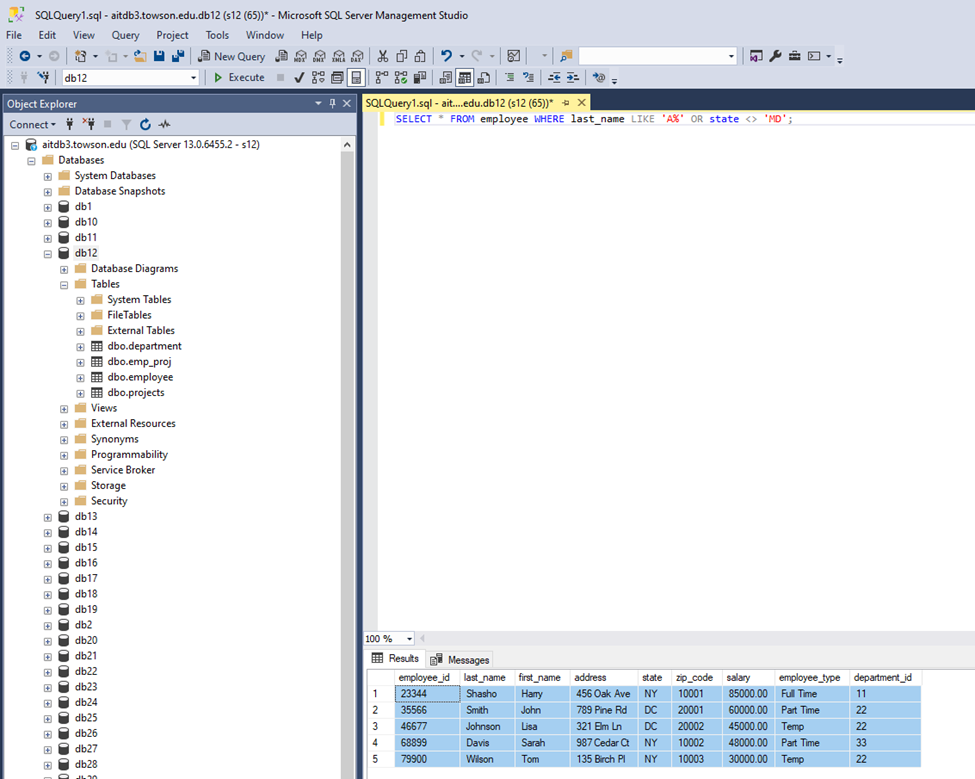 SQLQuery1.sql - aitdb3.towson.edu.db12 (s12 (65))* - Microsoft SQL Server Management Studio
File Edit View Query Project Tools Window Help
New Query
db12 Execute
Object Explorer
Connect
aitdb3.towson.edu (SQL Server 13.0.6455.2 - s12)
Databases
System Databases
Database Snapshots
db1
db10
db11
db12
Database Diagrams
Tables
System Tables
FileTables
External Tables
dbo.department
dbo.emp_proj
dbo.employee
dbo.projects
Views
External Resources
Synonyms
Programmability
Service Broker
Storage
Security
db13
db14
db15
db16
db17
db18
db19
db2
db20
db21
db22
db23
db24
db25
db26
db27
db28
SQLQuery1.sql - ait....edu.db12 (s12 (65))*
SELECT * FROM employee WHERE last_name LIKE 'A%' OR state <> 'MD';
100 %
Results Messages
employee_id last_name first_name address state zip_code salary employee_type department_id
1 23344 Shasho Harry 456 Oak Ave NY 10001 85000.00 Full Time 11
2 35566 Smith John 789 Pine Rd DC 20001 60000.00 Part Time 22
3 46677 Johnson Lisa 321 Elm Ln DC 20002 45000.00 Temp 22
4 68899 Davis Sarah 987 Cedar Ct NY 10002 48000.00 Part Time 33
5 79900 Wilson Tom 135 Birch Pl NY 10003 30000.00 Temp 22